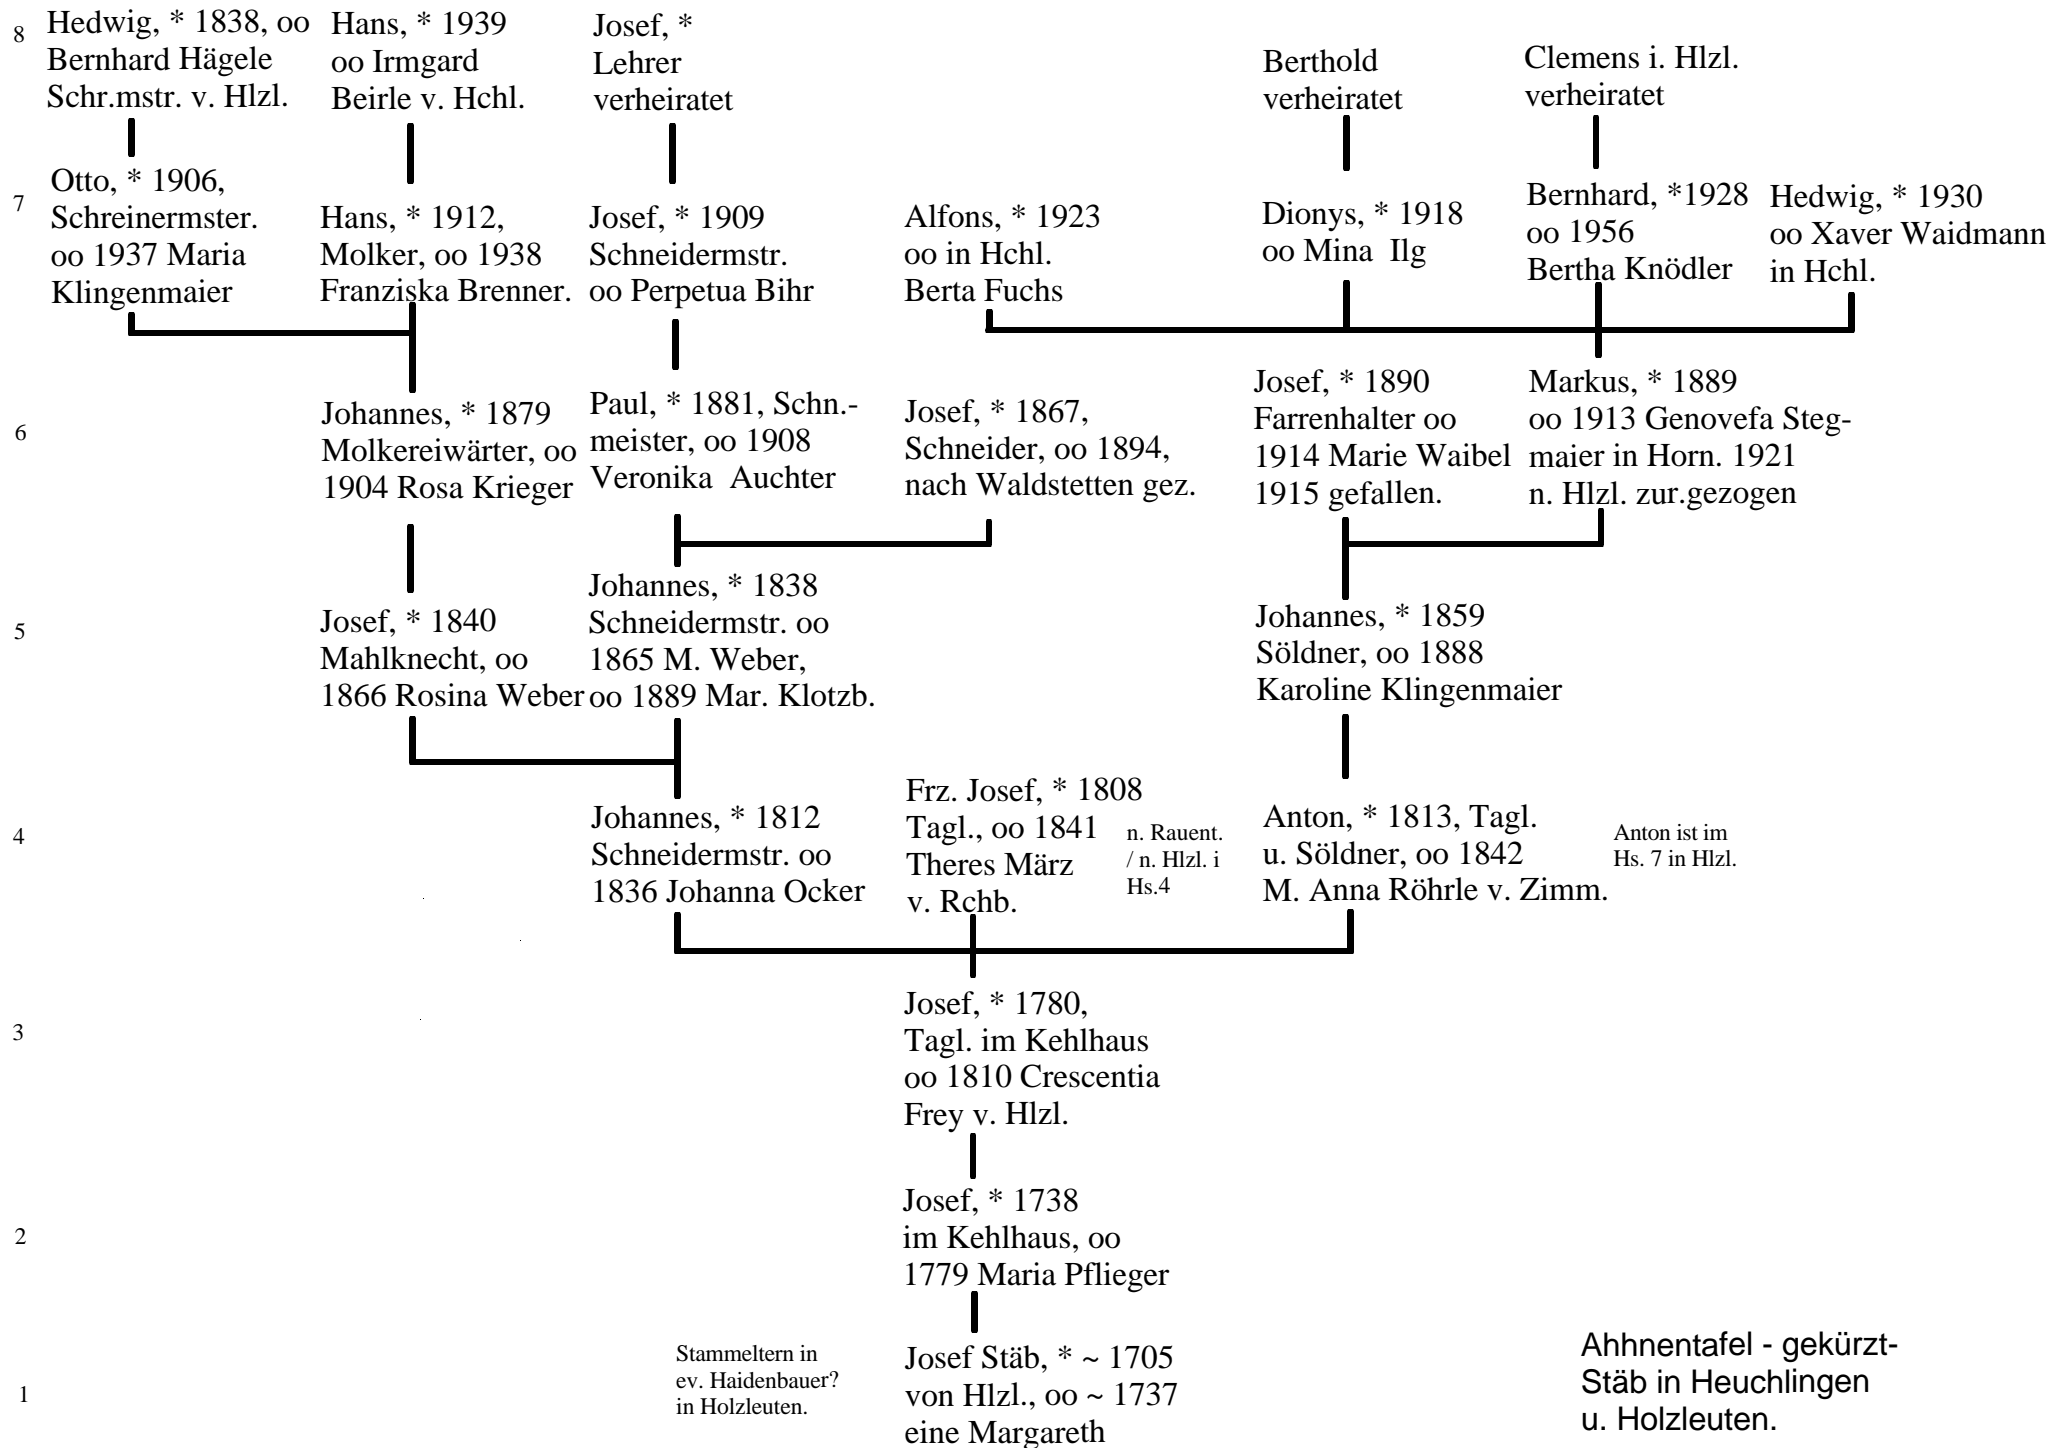 8
Hedwig, * 1838, oo
Bernhard Hägele
Schr.mstr. v. Hlzl.
Hans, * 1939
oo Irmgard
Beirle v. Hchl.
Josef, *
Lehrer
verheiratet
Berthold
verheiratet
Clemens i. Hlzl.
verheiratet
7
Otto, * 1906,
Schreinermster.
oo 1937 Maria
Klingenmaier
Hans, * 1912,
Molker, oo 1938
Franziska Brenner.
Josef, * 1909
Schneidermstr.
oo Perpetua Bihr
Alfons, * 1923
oo in Hchl.
Berta Fuchs
Dionys, * 1918
oo Mina Ilg
Bernhard, *1928
oo 1956
Bertha Knödler
Hedwig, * 1930
oo Xaver Waidmann
in Hchl.
6
Johannes, * 1879
Molkereiwärter, oo
1904 Rosa Krieger
Paul, * 1881, Schn.-
meister, oo 1908
Veronika Auchter
Josef, * 1867,
Schneider, oo 1894,
nach Waldstetten gez.
Josef, * 1890
Farrenhalter oo
1914 Marie Waibel
1915 gefallen.
Markus, * 1889
oo 1913 Genovefa Steg-
maier in Horn. 1921
n. Hlzl. zur.gezogen
5
Josef, * 1840
Mahlknecht, oo
1866 Rosina Weber
Johannes, * 1838
Schneidermstr. oo
1865 M. Weber,
oo 1889 Mar. Klotzb.
Johannes, * 1859
Söldner, oo 1888
Karoline Klingenmaier
4
Johannes, * 1812
Schneidermstr. oo
1836 Johanna Ocker
Frz. Josef, * 1808
Tagl., oo 1841
Theres März
v. Rchb.
n. Rauent.
/ n. Hlzl. i
Hs.4
Anton, * 1813, Tagl.
u. Söldner, oo 1842
M. Anna Röhrle v. Zimm.
Anton ist im
Hs. 7 in Hlzl.
3
Josef, * 1780,
Tagl. im Kehlhaus
oo 1810 Crescentia
Frey v. Hlzl.
2
Josef, * 1738
im Kehlhaus, oo
1779 Maria Pflieger
1
Stammeltern in
ev. Haidenbauer?
in Holzleuten.
Josef Stäb, * ~ 1705
von Hlzl., oo ~ 1737
eine Margareth
Ahhnentafel - gekürzt-
Stäb in Heuchlingen
u. Holzleuten.